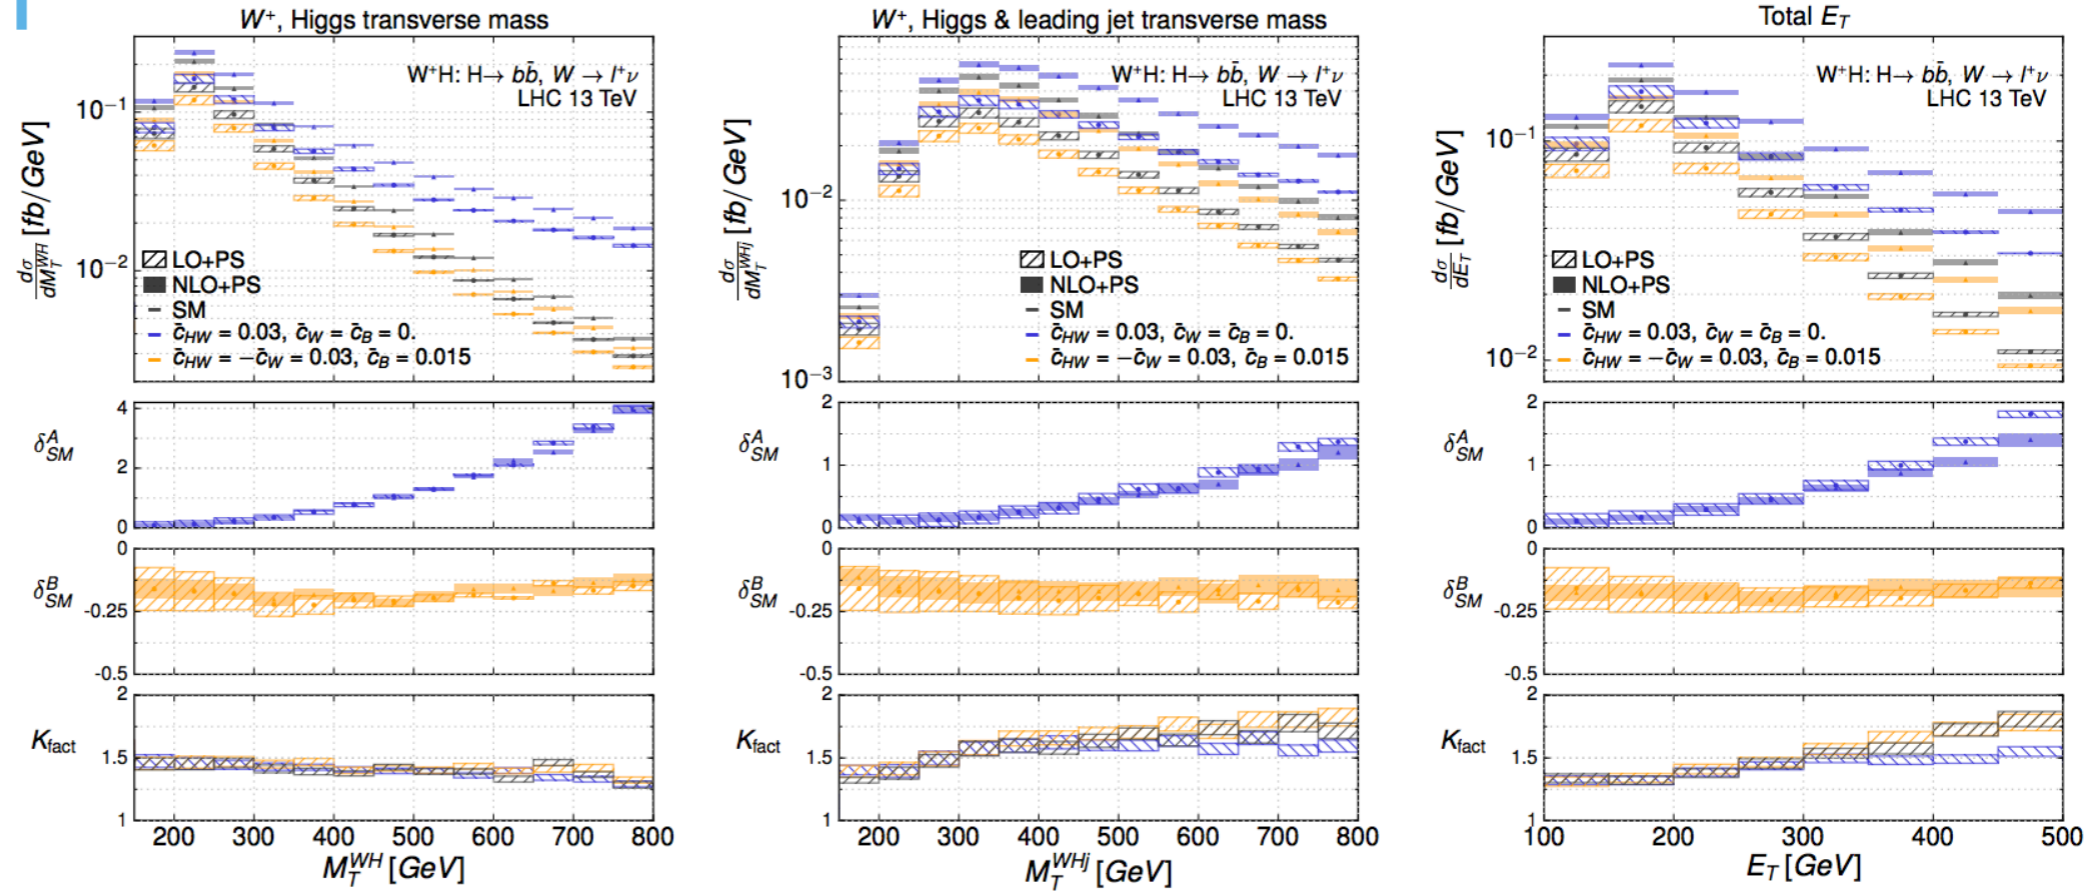 W⁺, Higgs transverse mass
10⁻¹
10⁻²
dσ/dM_T^{WH} [fb/GeV]
W⁺H: H→ bb̄, W → l⁺ν
LHC 13 TeV
LO+PS
NLO+PS
SM
c̄_HW = 0.03, c̄_W = c̄_B = 0.
c̄_HW = −c̄_W = 0.03, c̄_B = 0.015
δ^A_SM
4
2
0
δ^B_SM
0
-0.25
-0.5
K_fact
2
1.5
1
200 300 400 500 600 700 800
M_T^{WH} [GeV]
W⁺, Higgs & leading jet transverse mass
10⁻²
10⁻³
dσ/dM_T^{WHj} [fb/GeV]
W⁺H: H→ bb̄, W → l⁺ν
LHC 13 TeV
LO+PS
NLO+PS
SM
c̄_HW = 0.03, c̄_W = c̄_B = 0.
c̄_HW = −c̄_W = 0.03, c̄_B = 0.015
δ^A_SM
2
1
0
δ^B_SM
0
-0.25
-0.5
K_fact
2
1.5
1
200 300 400 500 600 700 800
M_T^{WHj} [GeV]
Total E_T
10⁻¹
10⁻²
dσ/dE_T [fb/GeV]
W⁺H: H→ bb̄, W → l⁺ν
LHC 13 TeV
LO+PS
NLO+PS
SM
c̄_HW = 0.03, c̄_W = c̄_B = 0.
c̄_HW = −c̄_W = 0.03, c̄_B = 0.015
δ^A_SM
2
1
0
δ^B_SM
0
-0.25
-0.5
K_fact
2
1.5
1
100 200 300 400 500
E_T [GeV]